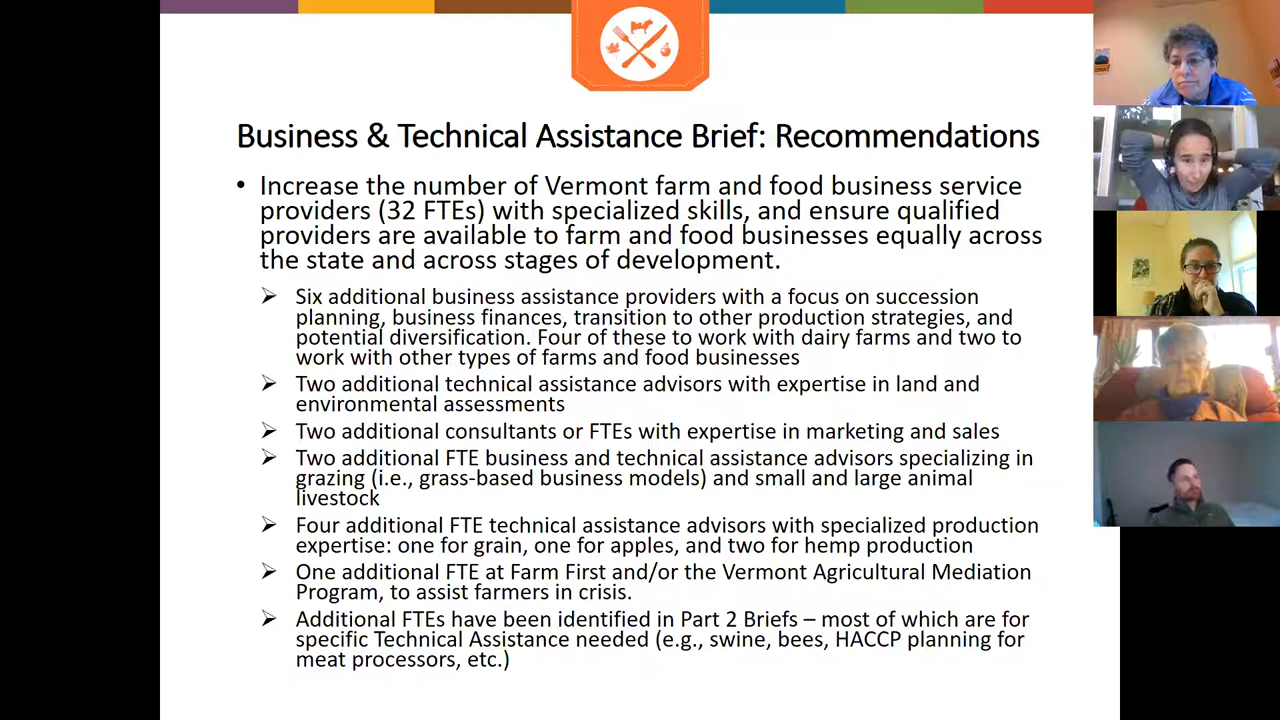 Business & Technical Assistance Brief: Recommendations
• Increase the number of Vermont farm and food business service
providers (32 FTEs) with specialized skills, and ensure qualified
providers are available to farm and food businesses equally across
the state and across stages of development.
➢ Six additional business assistance providers with a focus on succession
planning, business finances, transition to other production strategies, and
potential diversification. Four of these to work with dairy farms and two to
work with other types of farms and food businesses
➢ Two additional technical assistance advisors with expertise in land and
environmental assessments
➢ Two additional consultants or FTEs with expertise in marketing and sales
➢ Two additional FTE business and technical assistance advisors specializing in
grazing (i.e., grass-based business models) and small and large animal
livestock
➢ Four additional FTE technical assistance advisors with specialized production
expertise: one for grain, one for apples, and two for hemp production
➢ One additional FTE at Farm First and/or the Vermont Agricultural Mediation
Program, to assist farmers in crisis.
➢ Additional FTEs have been identified in Part 2 Briefs – most of which are for
specific Technical Assistance needed (e.g., swine, bees, HACCP planning for
meat processors, etc.)